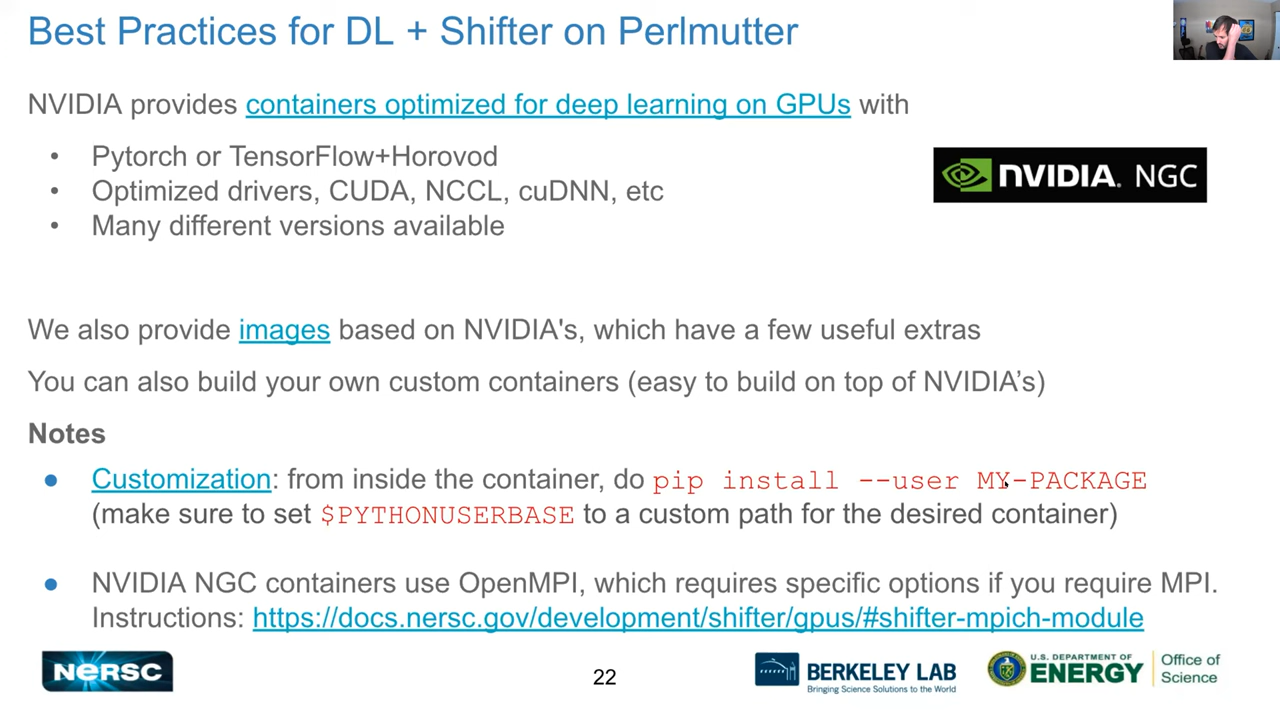 Best Practices for DL + Shifter on Perlmutter
NVIDIA provides containers optimized for deep learning on GPUs with
• Pytorch or TensorFlow+Horovod
• Optimized drivers, CUDA, NCCL, cuDNN, etc
• Many different versions available
NVIDIA. NGC
We also provide images based on NVIDIA's, which have a few useful extras
You can also build your own custom containers (easy to build on top of NVIDIA’s)
Notes
● Customization: from inside the container, do pip install --user MY-PACKAGE
(make sure to set $PYTHONUSERBASE to a custom path for the desired container)
● NVIDIA NGC containers use OpenMPI, which requires specific options if you require MPI.
Instructions: https://docs.nersc.gov/development/shifter/gpus/#shifter-mpich-module
NERSC
22
BERKELEY LAB
Bringing Science Solutions to the World
U.S. DEPARTMENT OF
ENERGY
Office of
Science